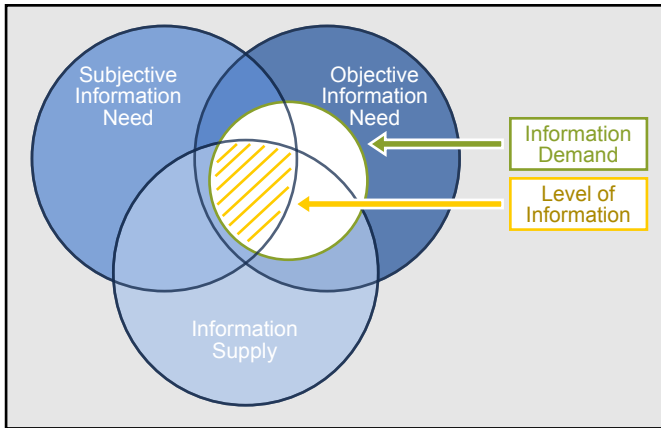 Subjective
Information
Need
Objective
Information
Need
Information
Demand
Level of
Information
Information
Supply